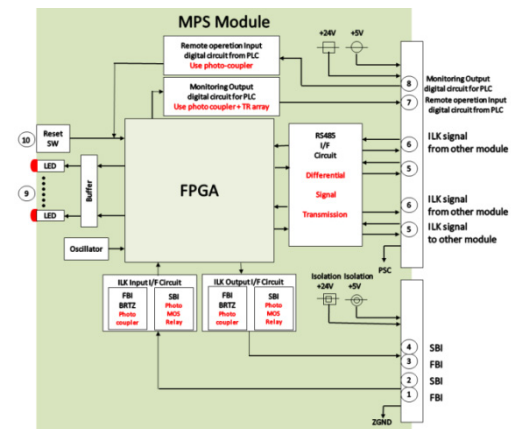 MPS Module
Remote operetion Input
digital circuit from PLC
Use photo-coupler
Monitoring Output
digital circuit for PLC
Use photo coupler + TR array
+24V
+5V
8
Monitoring Output
digital circuit for PLC
7
Remote operetion Input
digital circuit from PLC
10
Reset
SW
LED
9
LED
Buffer
Oscillator
FPGA
RS485
I/F
Circuit
Differential
Signal
Transmission
6
ILK signal
from other module
5
6
ILK signal
from other module
5
ILK signal
to other module
PSC
ILK Input I/F Circuit
FBI
BRTZ
Photo
coupler
SBI
Photo
MOS
Relay
ILK Output I/F Circuit
FBI
BRTZ
Photo
coupler
SBI
Photo
MOS
Relay
Isolation
+24V
Isolation
+5V
4
SBI
3
FBI
2
SBI
1
FBI
ZGND